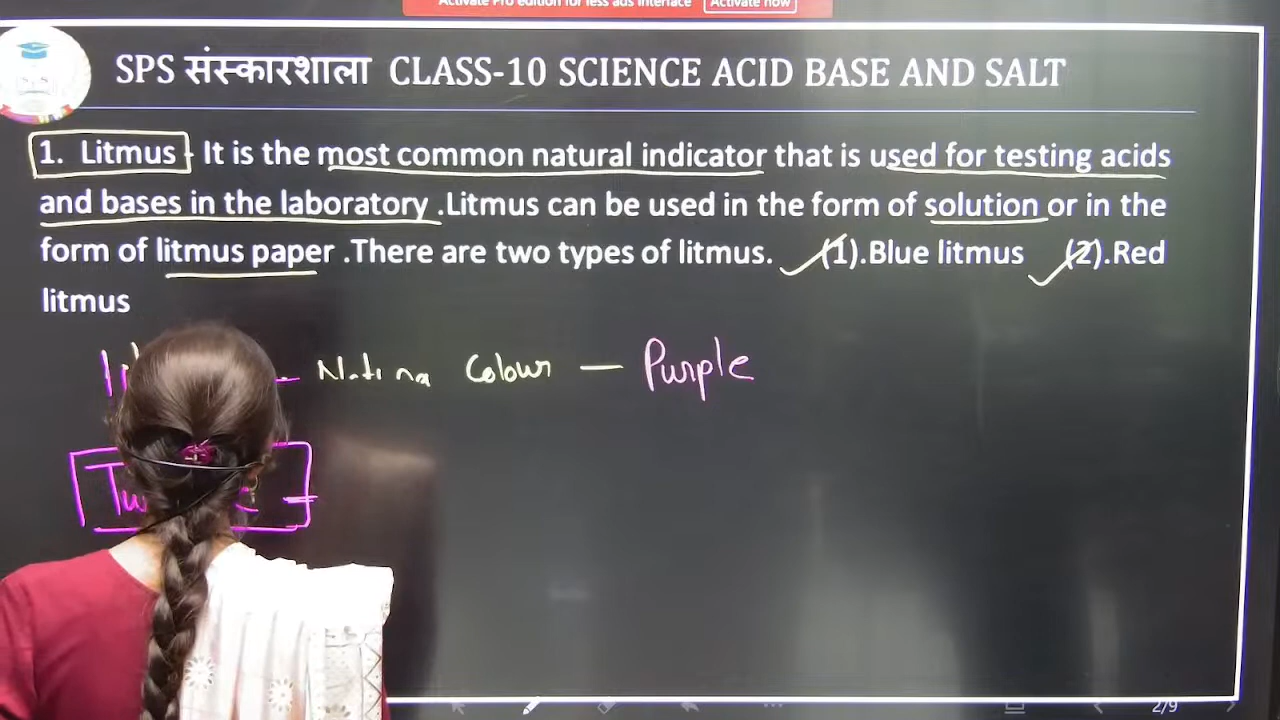 Activate Pro edition for less ads interface Activate now
SPS संस्कारशाला CLASS-10 SCIENCE ACID BASE AND SALT
1. Litmus - It is the most common natural indicator that is used for testing acids
and bases in the laboratory .Litmus can be used in the form of solution or in the
form of litmus paper .There are two types of litmus. (1).Blue litmus (2).Red
litmus
Colour — Purple
2/9